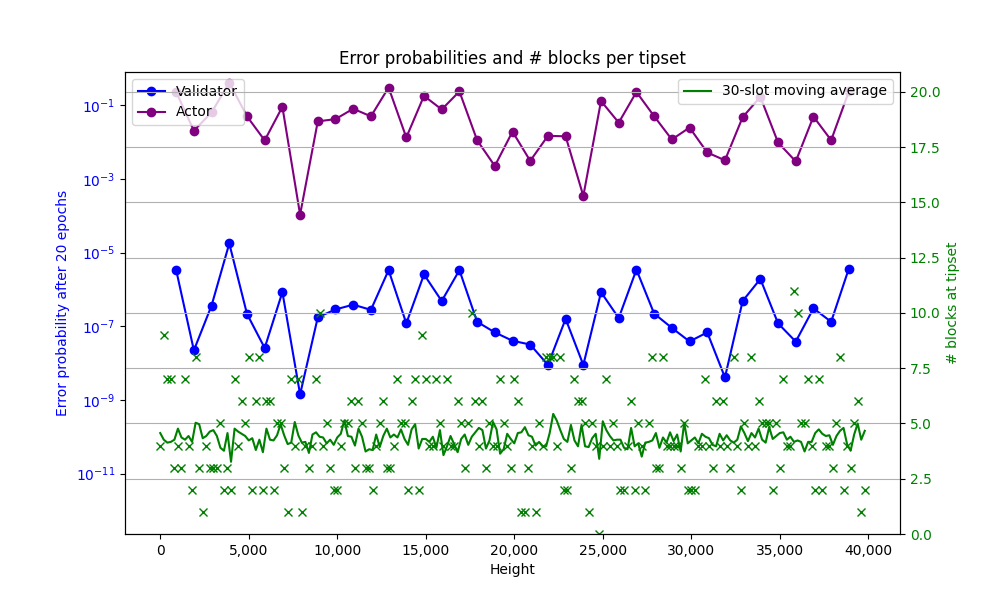 Error probabilities and # blocks per tipset
Validator
Actor
30-slot moving average
10⁻¹
10⁻³
10⁻⁵
10⁻⁷
10⁻⁹
10⁻¹¹
Error probability after 20 epochs
20.0
17.5
15.0
12.5
10.0
7.5
5.0
2.5
0.0
# blocks at tipset
0 5,000 10,000 15,000 20,000 25,000 30,000 35,000 40,000
Height